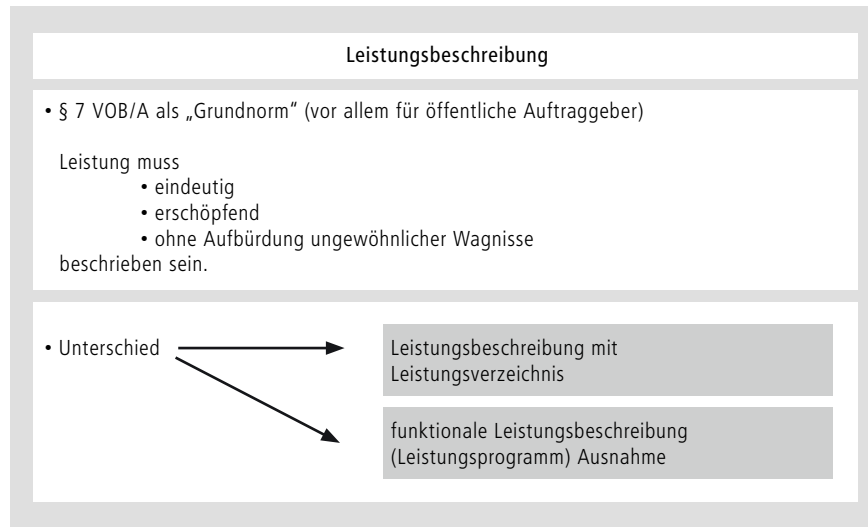 Leistungsbeschreibung
• § 7 VOB/A als „Grundnorm“ (vor allem für öffentliche Auftraggeber)
Leistung muss
• eindeutig
• erschöpfend
• ohne Aufbürdung ungewöhnlicher Wagnisse
beschrieben sein.
• Unterschied
Leistungsbeschreibung mit
Leistungsverzeichnis
funktionale Leistungsbeschreibung
(Leistungsprogramm) Ausnahme